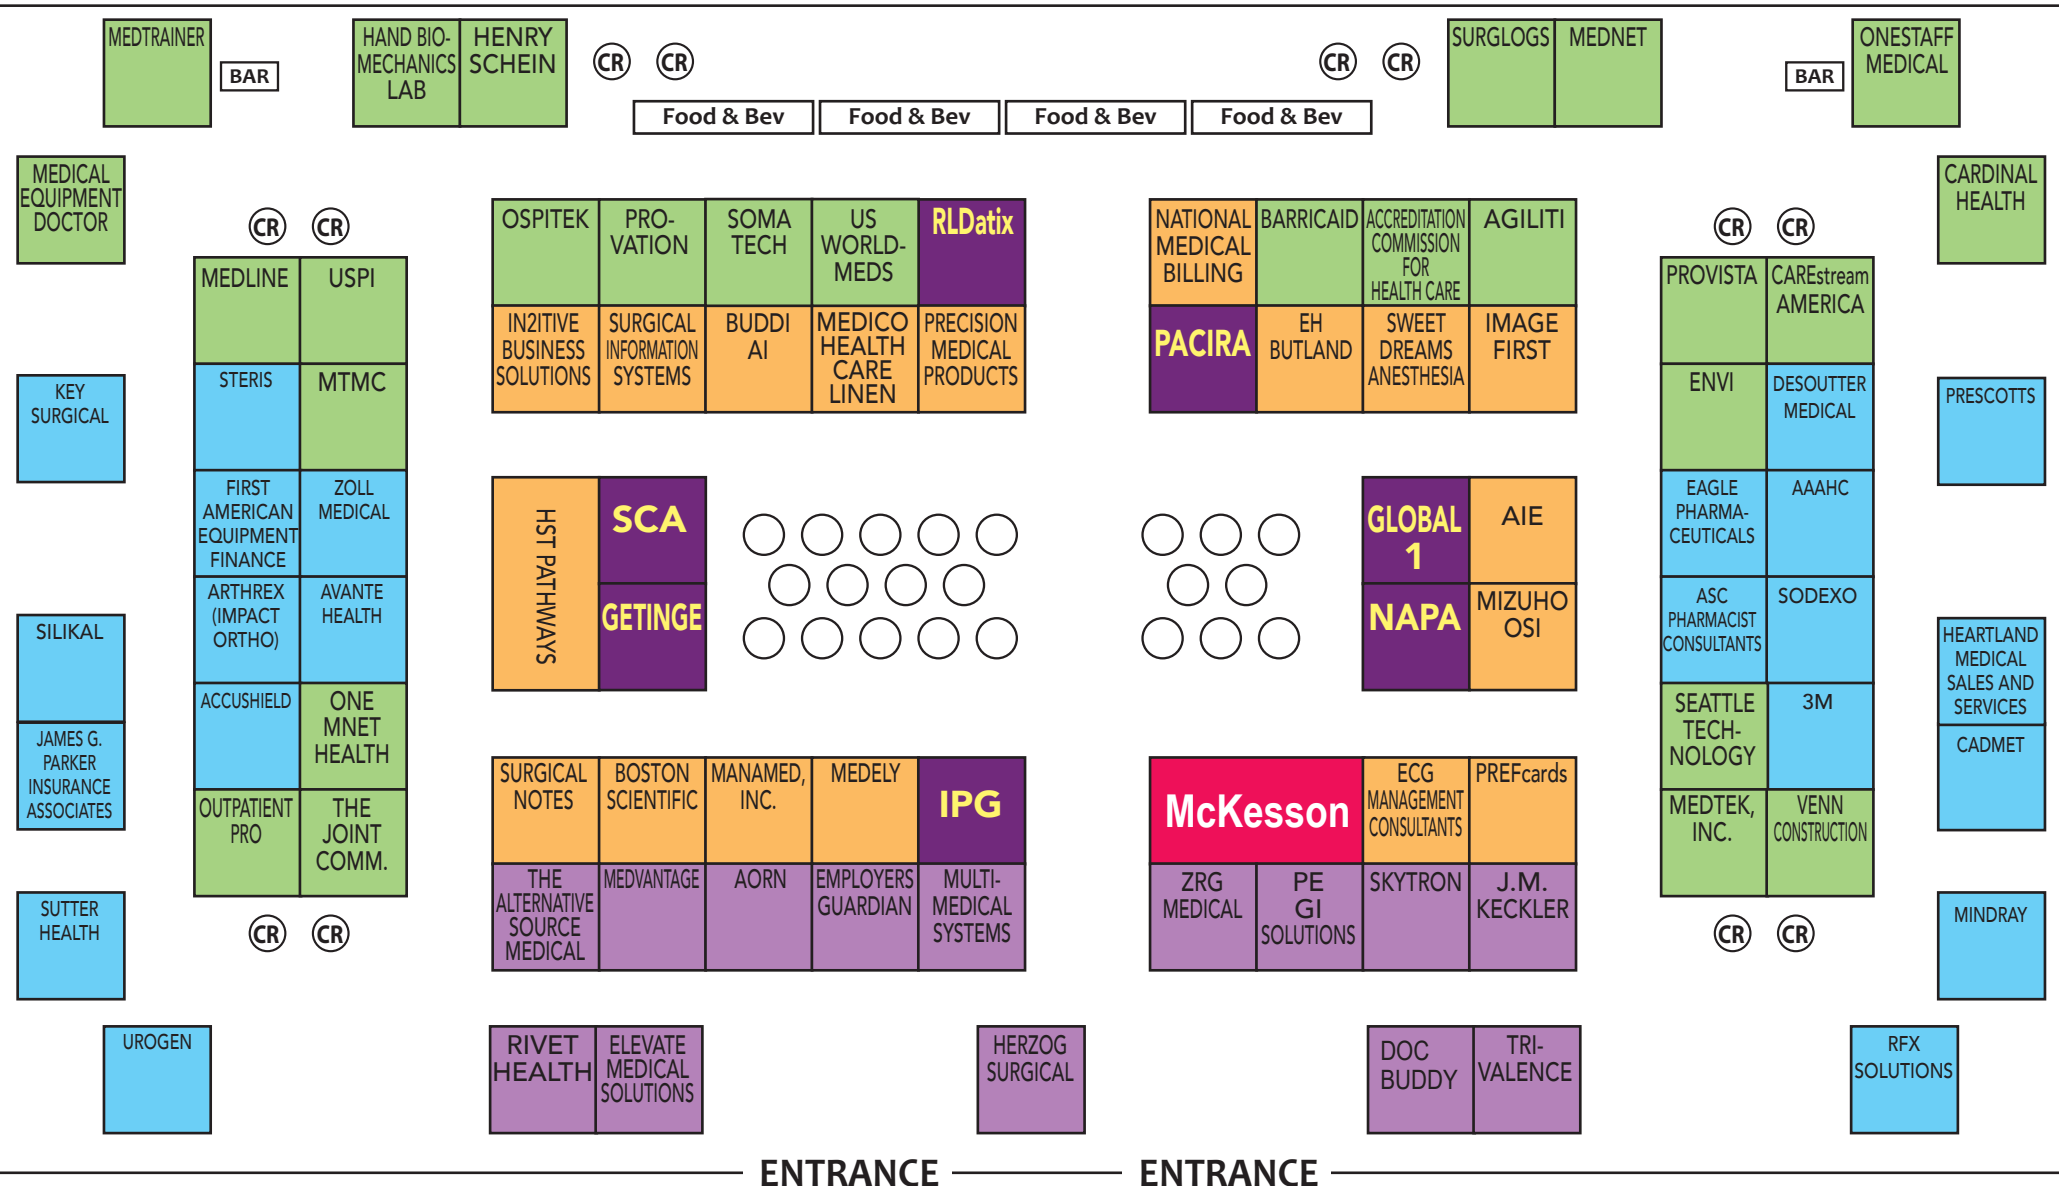 MEDTRAINER
BAR
HAND BIO-
MECHANICS
LAB
HENRY
SCHEIN
CR
CR
CR
CR
SURGLOGS
MEDNET
BAR
ONESTAFF
MEDICAL
Food & Bev
Food & Bev
Food & Bev
Food & Bev
MEDICAL
EQUIPMENT
DOCTOR
CARDINAL
HEALTH
CR
CR
CR
CR
OSPITEK
PRO-
VATION
SOMA
TECH
US
WORLD-
MEDS
RLDatix
NATIONAL
MEDICAL
BILLING
BARRICAID
ACCREDITATION
COMMISSION
FOR
HEALTH CARE
AGILITI
MEDLINE
USPI
PROVISTA
CAREstream
AMERICA
IN2ITIVE
BUSINESS
SOLUTIONS
SURGICAL
INFORMATION
SYSTEMS
BUDDI
AI
MEDICO
HEALTH
CARE
LINEN
PRECISION
MEDICAL
PRODUCTS
PACIRA
EH
BUTLAND
SWEET
DREAMS
ANESTHESIA
IMAGE
FIRST
KEY
SURGICAL
STERIS
MTMC
ENVI
DESOUTTER
MEDICAL
PRESCOTTS
FIRST
AMERICAN
EQUIPMENT
FINANCE
ZOLL
MEDICAL
HST PATHWAYS
SCA
GLOBAL
1
AIE
EAGLE
PHARMA-
CEUTICALS
AAAHC
ARTHREX
(IMPACT
ORTHO)
AVANTE
HEALTH
GETINGE
NAPA
MIZUHO
OSI
ASC
PHARMACIST
CONSULTANTS
SODEXO
SILIKAL
HEARTLAND
MEDICAL
SALES AND
SERVICES
ACCUSHIELD
ONE
MNET
HEALTH
SEATTLE
TECH-
NOLOGY
3M
JAMES G.
PARKER
INSURANCE
ASSOCIATES
CADMET
SURGICAL
NOTES
BOSTON
SCIENTIFIC
MANAMED,
INC.
MEDELY
IPG
McKesson
ECG
MANAGEMENT
CONSULTANTS
PREFcards
OUTPATIENT
PRO
THE
JOINT
COMM.
MEDTEK,
INC.
VENN
CONSTRUCTION
THE
ALTERNATIVE
SOURCE
MEDICAL
MEDVANTAGE
AORN
EMPLOYERS
GUARDIAN
MULTI-
MEDICAL
SYSTEMS
ZRG
MEDICAL
PE
GI
SOLUTIONS
SKYTRON
J.M.
KECKLER
SUTTER
HEALTH
CR
CR
CR
CR
MINDRAY
UROGEN
RIVET
HEALTH
ELEVATE
MEDICAL
SOLUTIONS
HERZOG
SURGICAL
DOC
BUDDY
TRI-
VALENCE
RFX
SOLUTIONS
ENTRANCE
ENTRANCE